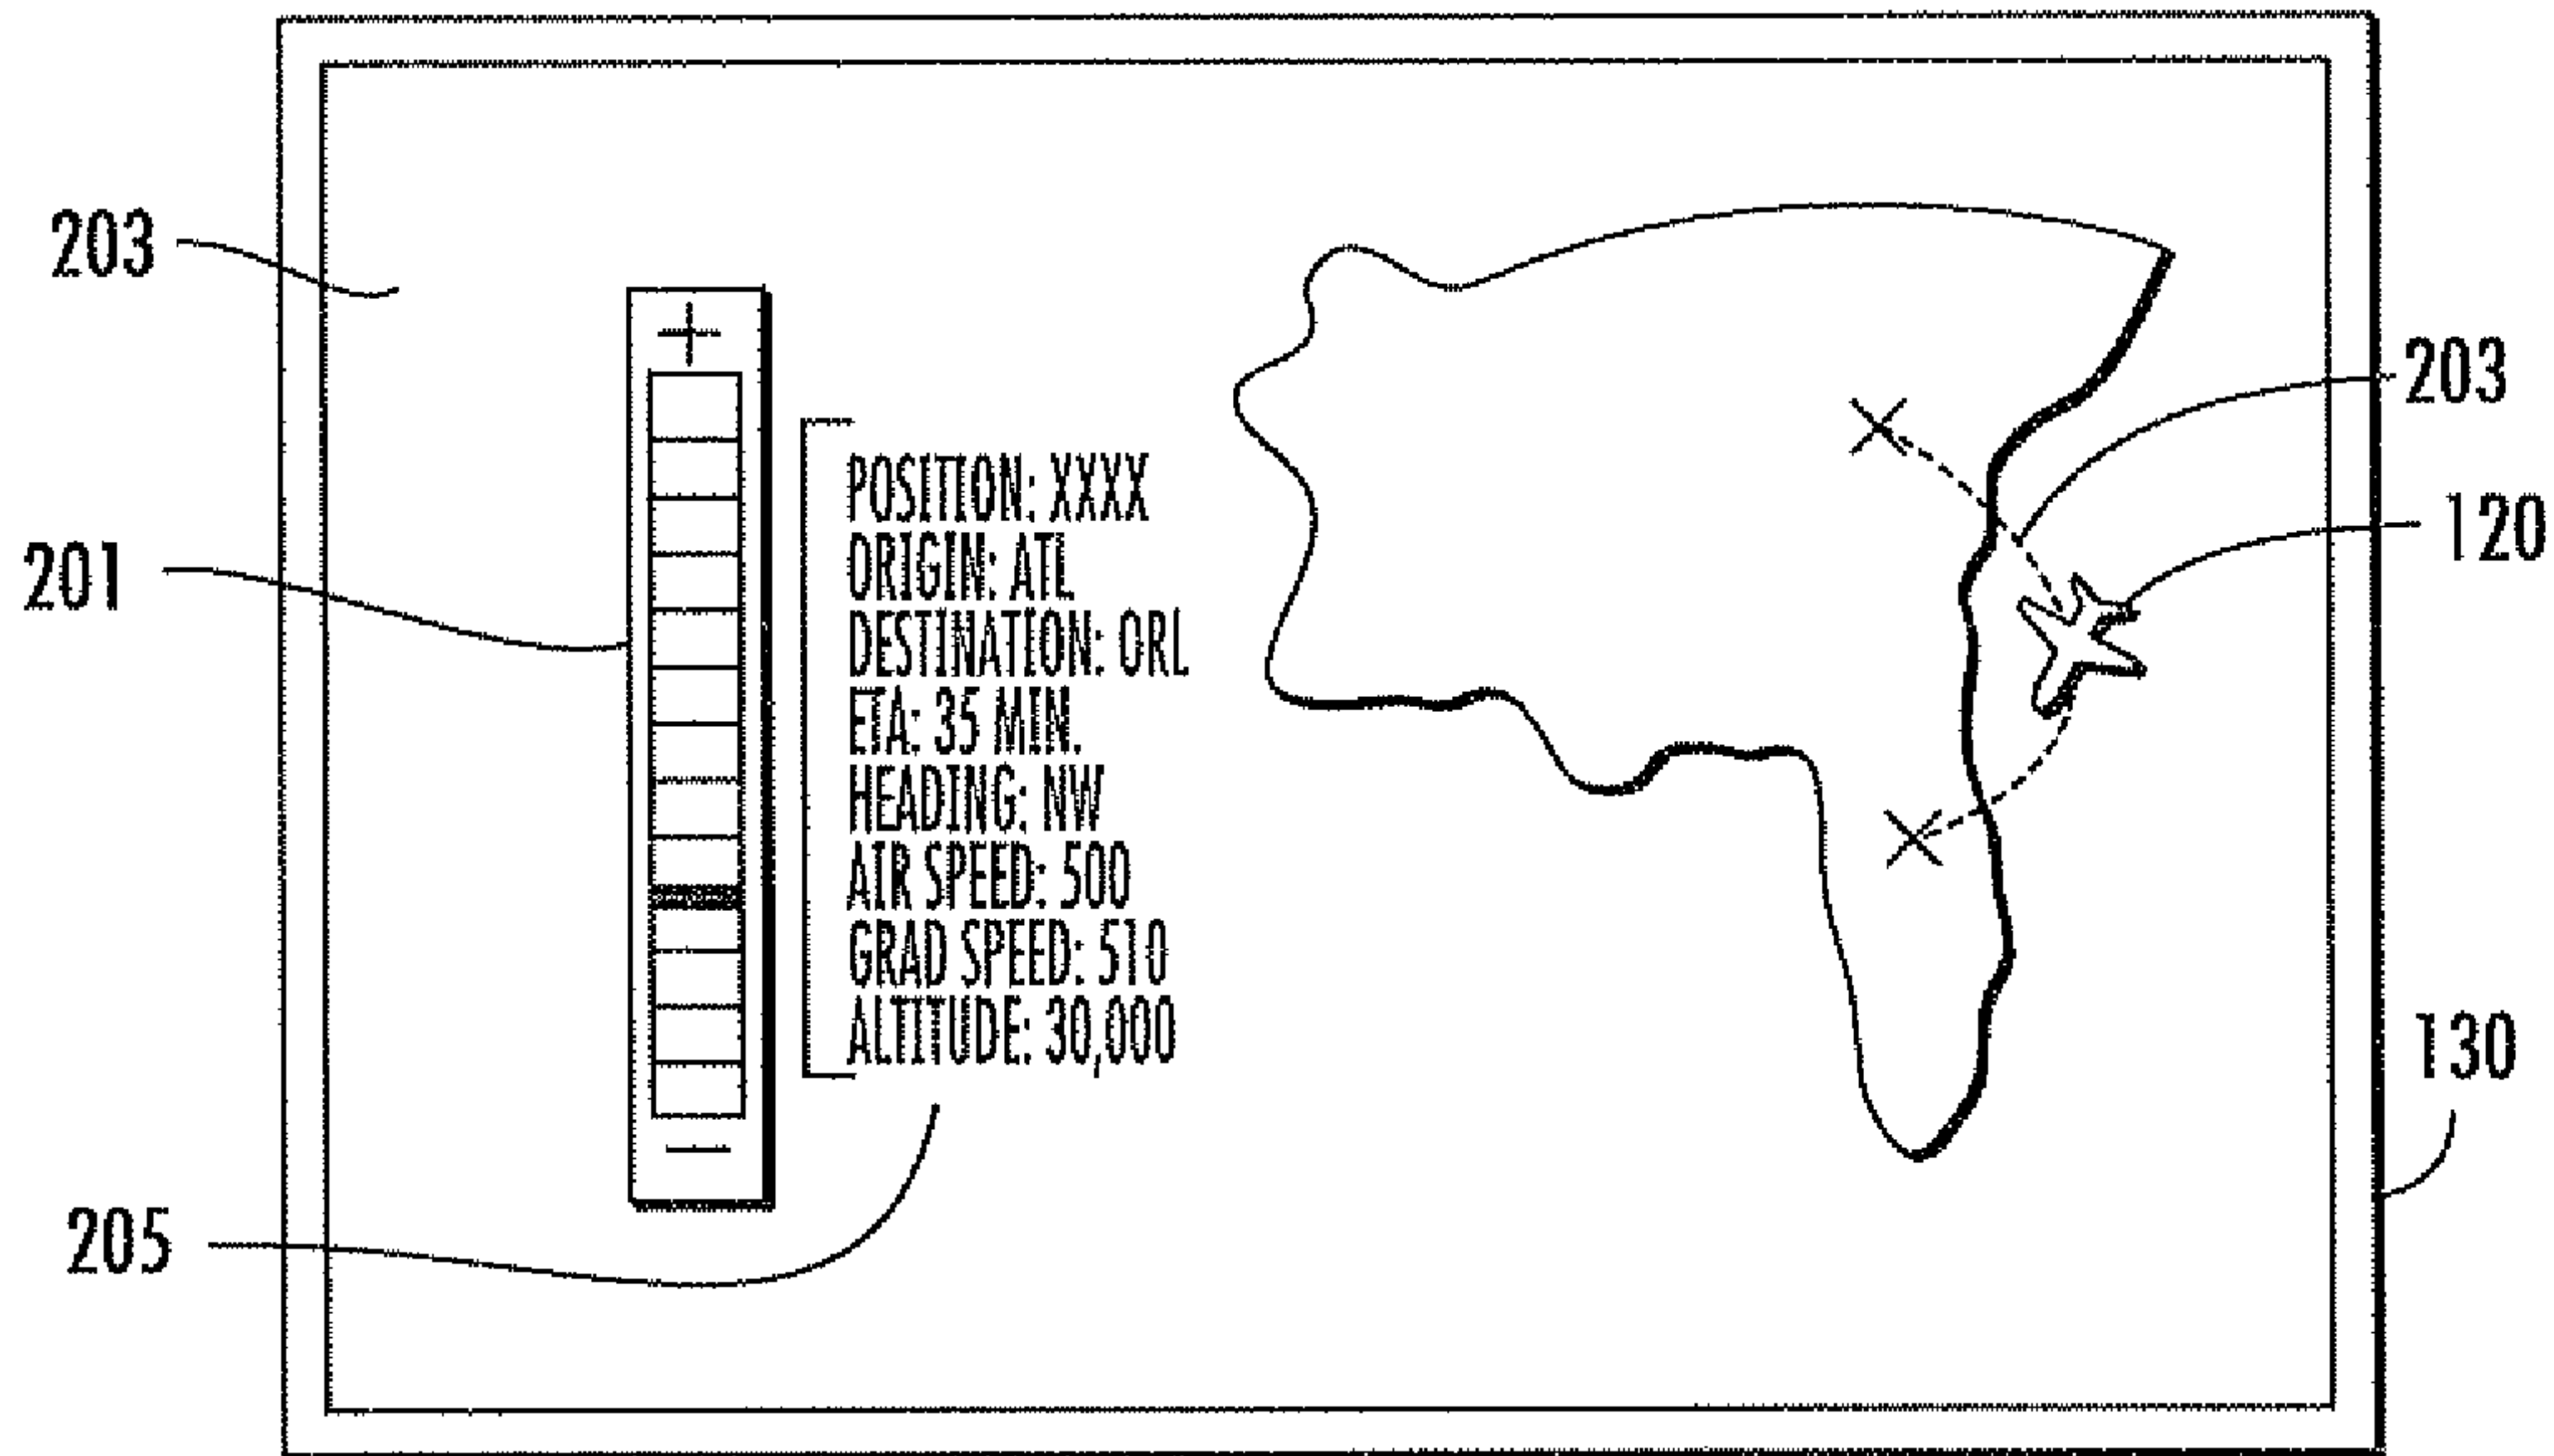 203
+
203
POSITION: XXXX
120
ORIGIN: ATL
201
DESTINATION: ORL
ETA: 35 MIN.
HEADING: NW
AIR SPEED: 500
GRAD SPEED: 510
ALTITUDE: 30,000
130
−
205